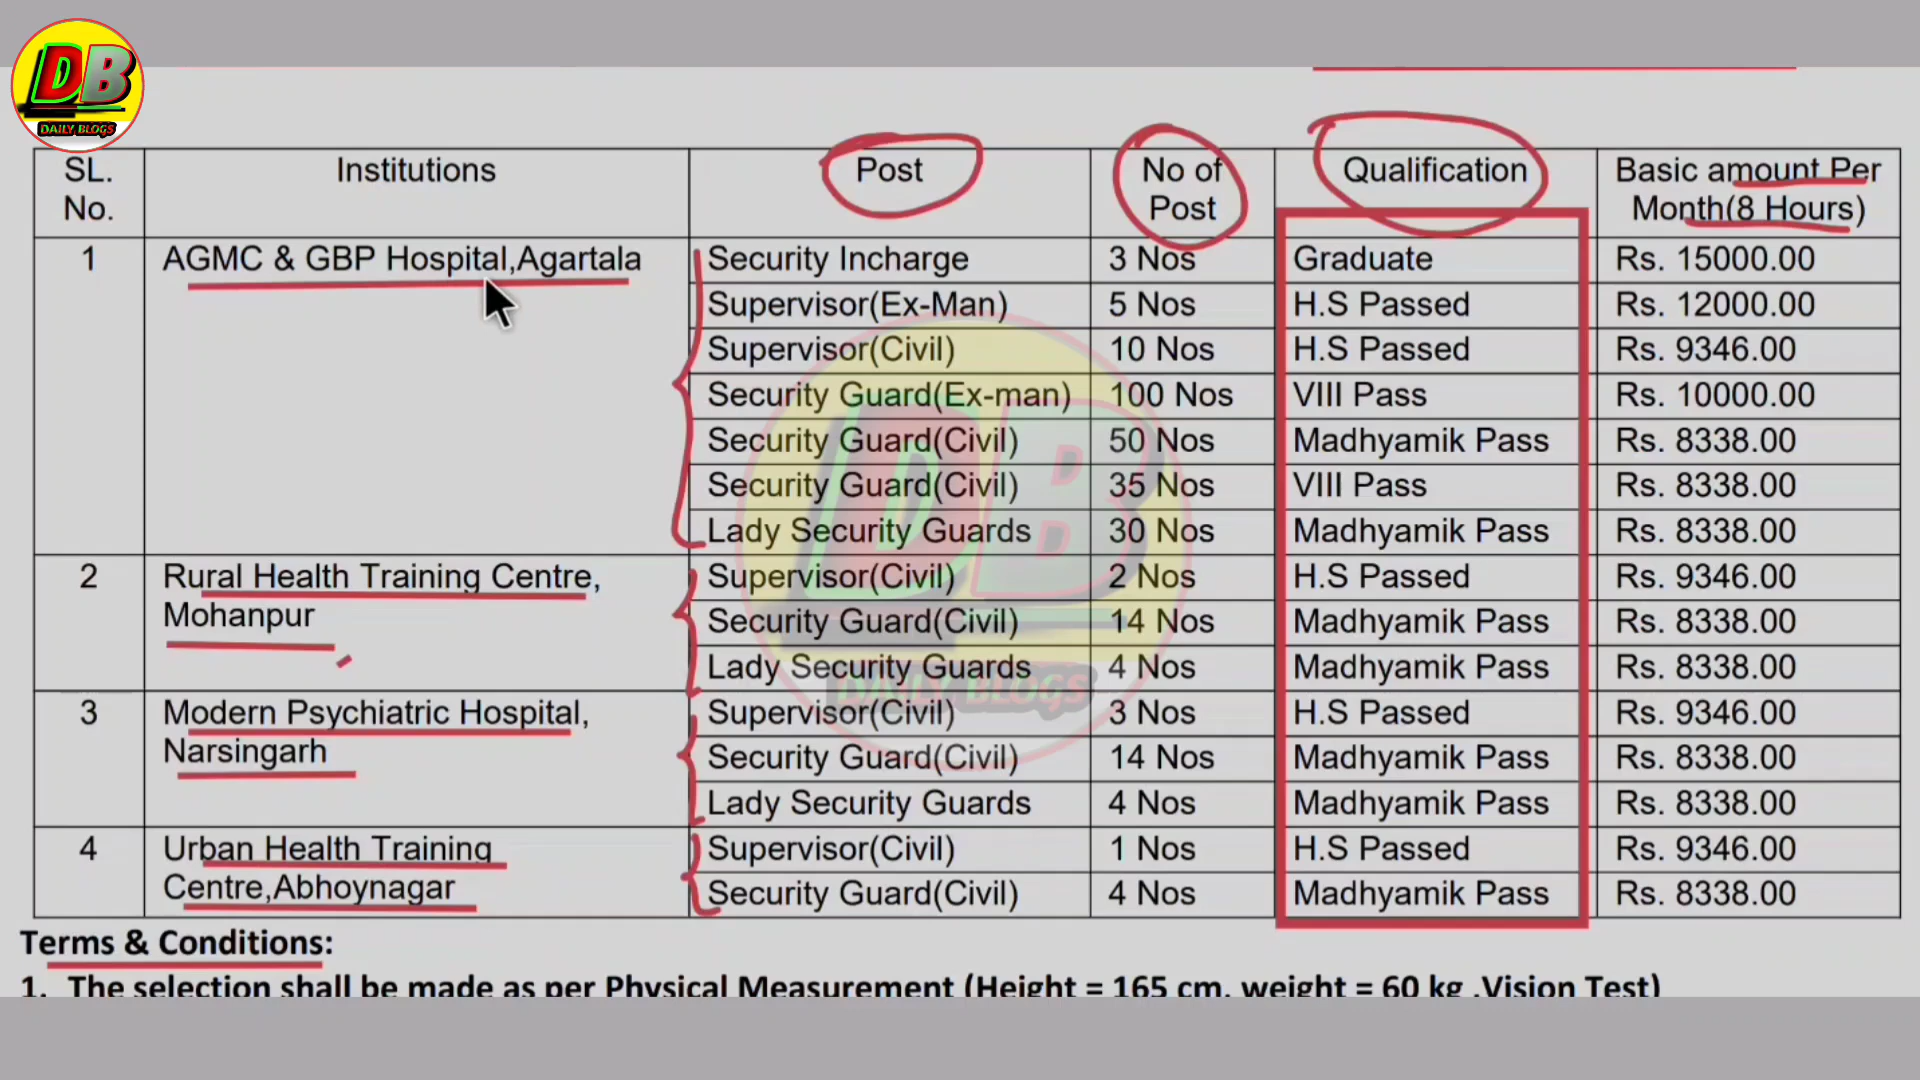 DB
DAILY BLOGS
SL. No. Institutions Post No of Post Qualification Basic amount Per Month(8 Hours)
1 AGMC & GBP Hospital,Agartala Security Incharge 3 Nos Graduate Rs. 15000.00
Supervisor(Ex-Man) 5 Nos H.S Passed Rs. 12000.00
Supervisor(Civil) 10 Nos H.S Passed Rs. 9346.00
Security Guard(Ex-man) 100 Nos VIII Pass Rs. 10000.00
Security Guard(Civil) 50 Nos Madhyamik Pass Rs. 8338.00
Security Guard(Civil) 35 Nos VIII Pass Rs. 8338.00
Lady Security Guards 30 Nos Madhyamik Pass Rs. 8338.00
2 Rural Health Training Centre, Mohanpur Supervisor(Civil) 2 Nos H.S Passed Rs. 9346.00
Security Guard(Civil) 14 Nos Madhyamik Pass Rs. 8338.00
Lady Security Guards 4 Nos Madhyamik Pass Rs. 8338.00
3 Modern Psychiatric Hospital, Narsingarh Supervisor(Civil) 3 Nos H.S Passed Rs. 9346.00
Security Guard(Civil) 14 Nos Madhyamik Pass Rs. 8338.00
Lady Security Guards 4 Nos Madhyamik Pass Rs. 8338.00
4 Urban Health Training Centre,Abhoynagar Supervisor(Civil) 1 Nos H.S Passed Rs. 9346.00
Security Guard(Civil) 4 Nos Madhyamik Pass Rs. 8338.00
DB
DAILY BLOGS
Terms & Conditions:
1. The selection shall be made as per Physical Measurement (Height = 165 cm, weight = 60 kg ,Vision Test)